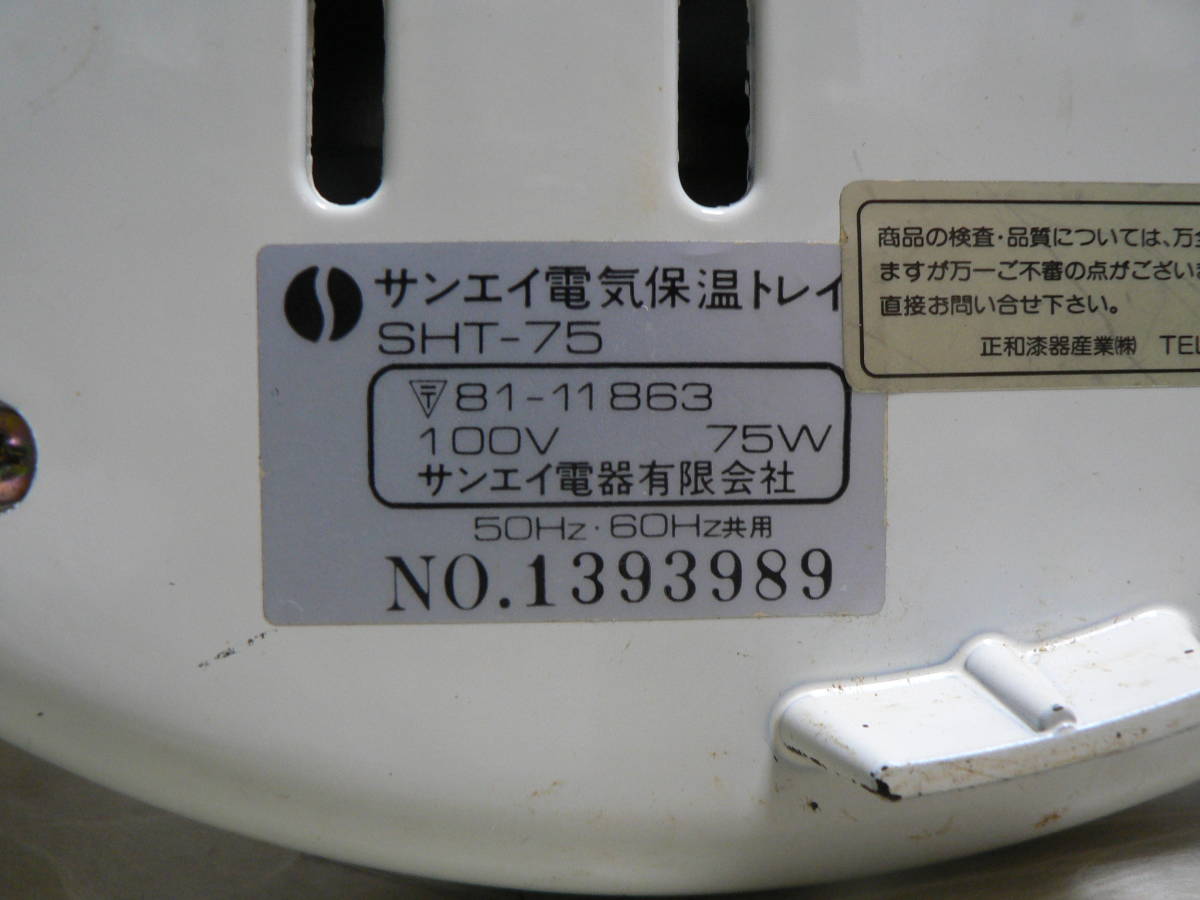 サンエイ電気保温トレイ
SHT-75
〒81-11863
100V 75W
サンエイ電器有限会社
50Hz・60Hz共用
NO.1393989
商品の検査・品質については、万全
ますが万一ご不審の点がございま
直接お問い合せ下さい。
正和漆器産業㈱ TEL